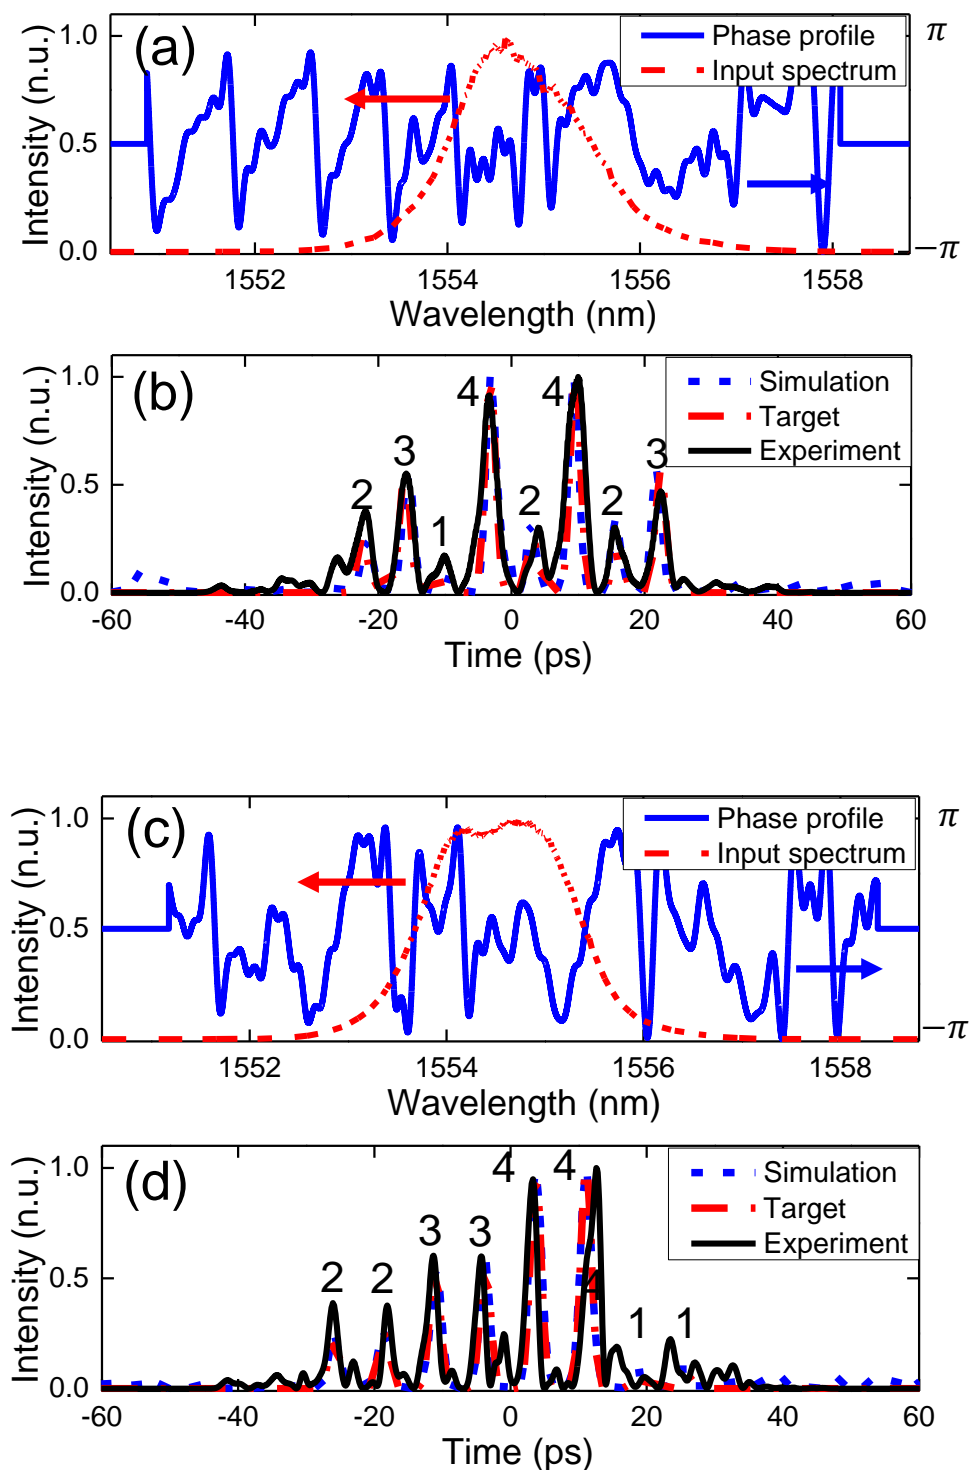 (a)
Intensity (n.u.)
1.0
0.5
0.0
Phase profile
Input spectrum
π
−π
1552 1554 1556 1558
Wavelength (nm)
(b)
Intensity (n.u.)
1.0
0.5
0.0
2 3 1 4 2 4 2 3
Simulation
Target
Experiment
-60 -40 -20 0 20 40 60
Time (ps)
(c)
Intensity (n.u.)
1.0
0.5
0.0
Phase profile
Input spectrum
π
−π
1552 1554 1556 1558
Wavelength (nm)
(d)
Intensity (n.u.)
1.0
0.5
0.0
2 2 3 3 4 4 4 1 1
Simulation
Target
Experiment
-60 -40 -20 0 20 40 60
Time (ps)